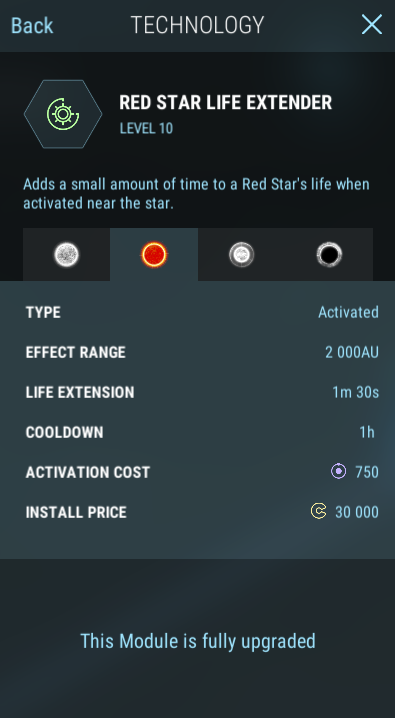 Back TECHNOLOGY
RED STAR LIFE EXTENDER
LEVEL 10
Adds a small amount of time to a Red Star's life when
activated near the star.
TYPE Activated
EFFECT RANGE 2 000AU
LIFE EXTENSION 1m 30s
COOLDOWN 1h
ACTIVATION COST 750
INSTALL PRICE 30 000
This Module is fully upgraded